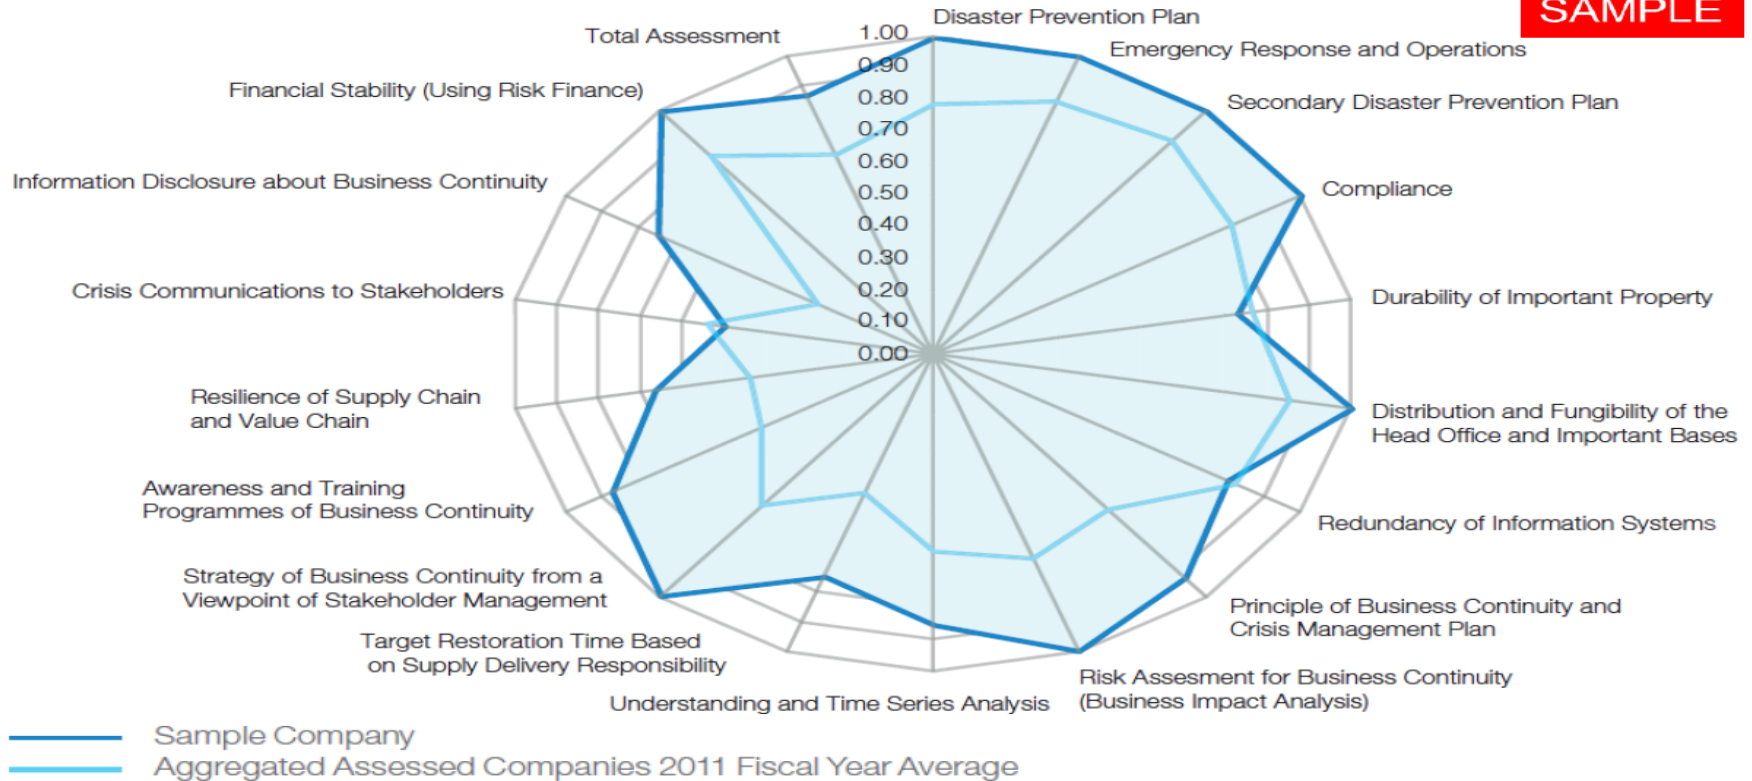 SAMPLE
Disaster Prevention Plan
Emergency Response and Operations
Secondary Disaster Prevention Plan
Compliance
Durability of Important Property
Distribution and Fungibility of the
Head Office and Important Bases
Redundancy of Information Systems
Principle of Business Continuity and
Crisis Management Plan
Risk Assesment for Business Continuity
(Business Impact Analysis)
Understanding and Time Series Analysis
Target Restoration Time Based
on Supply Delivery Responsibility
Strategy of Business Continuity from a
Viewpoint of Stakeholder Management
Awareness and Training
Programmes of Business Continuity
Resilience of Supply Chain
and Value Chain
Crisis Communications to Stakeholders
Information Disclosure about Business Continuity
Financial Stability (Using Risk Finance)
Total Assessment
1.00
0.90
0.80
0.70
0.60
0.50
0.40
0.30
0.20
0.10
0.00
Sample Company
Aggregated Assessed Companies 2011 Fiscal Year Average